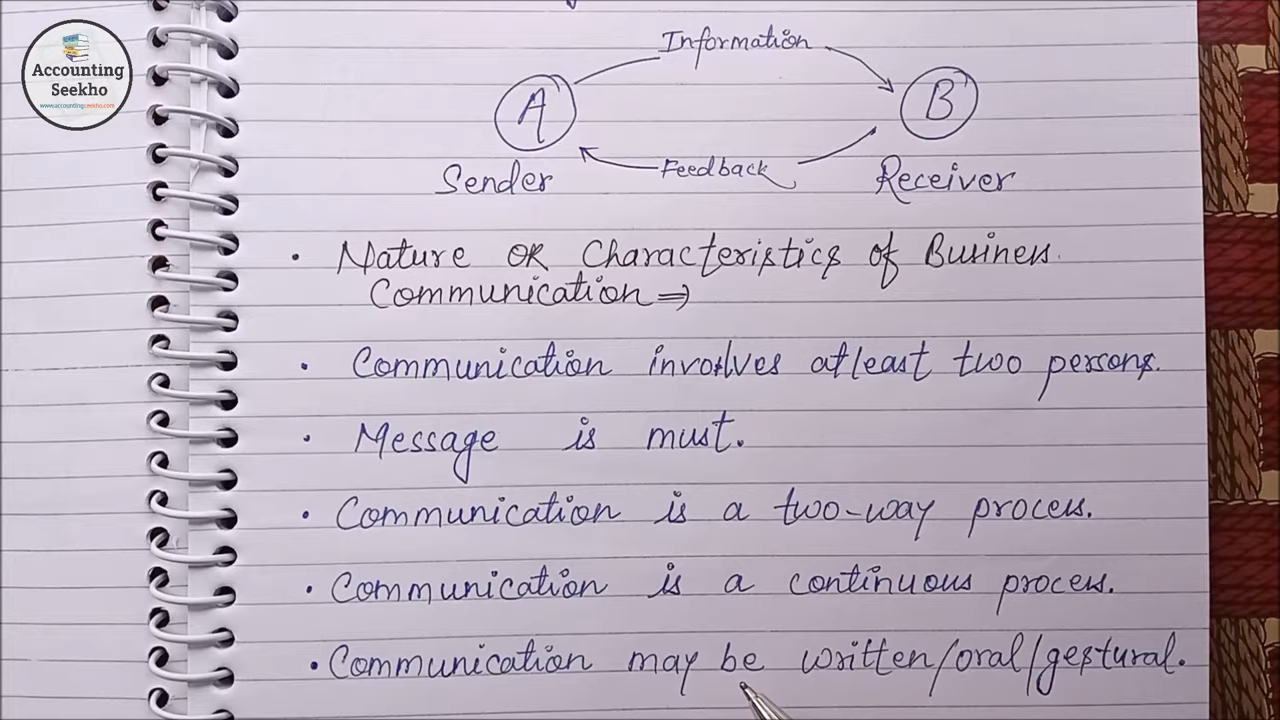 Accounting
Seekho
www.accountingseekho.com
Information
A
B
Feedback
Sender
Receiver
• Nature OR Characteristics of Business
Communication ⇒
• Communication involves atleast two persons.
• Message is must.
• Communication is a two-way process.
• Communication is a continuous process.
• Communication may be written/oral/gestural.